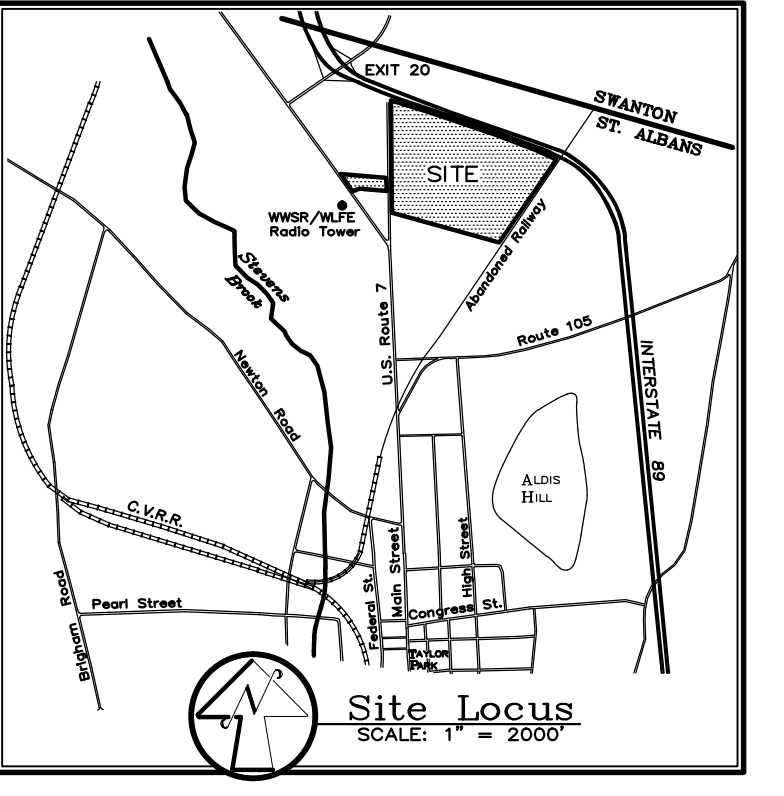 EXIT 20
SWANTON
ST. ALBANS
SITE
WWSR/WLFE
Radio Tower
Stevens
Brook
Abandoned Railway
U.S. Route 7
Route 105
Newton Road
INTERSTATE 89
ALDIS
HILL
C.V.R.R.
Brigham Road
Pearl Street
Federal St.
Main Street
High Street
Congress St.
TAYLOR
PARK
N
Site Locus
SCALE: 1" = 2000'